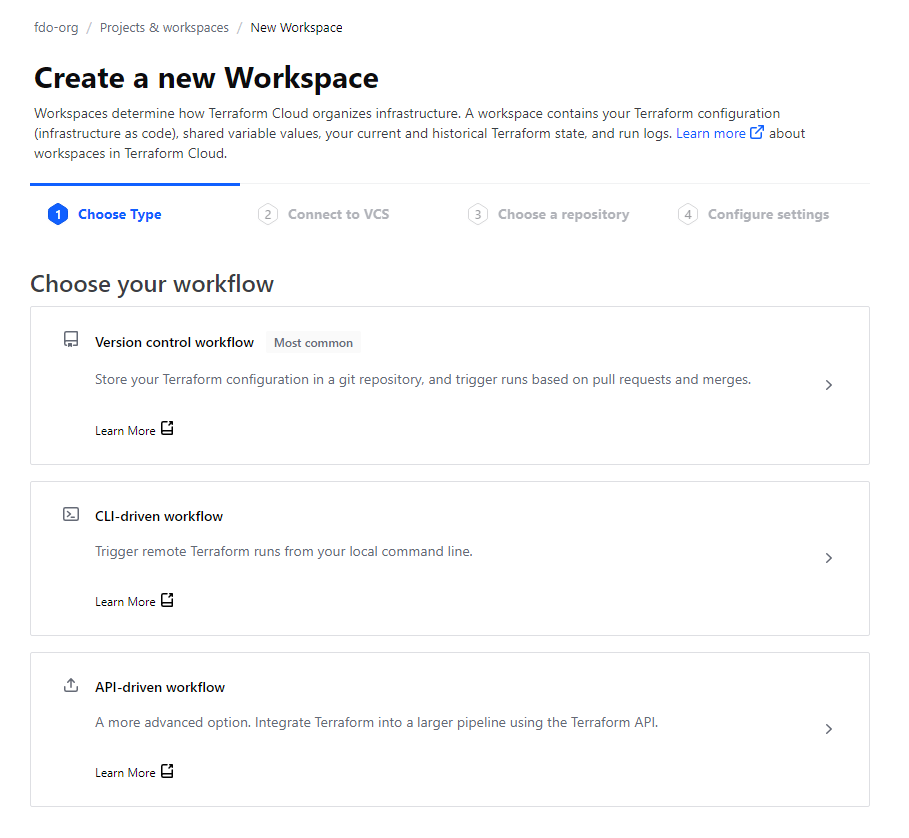 fdo-org / Projects & workspaces / New Workspace
Create a new Workspace
Workspaces determine how Terraform Cloud organizes infrastructure. A workspace contains your Terraform configuration
(infrastructure as code), shared variable values, your current and historical Terraform state, and run logs. Learn more about
workspaces in Terraform Cloud.
1 Choose Type 2 Connect to VCS 3 Choose a repository 4 Configure settings
Choose your workflow
Version control workflow Most common
Store your Terraform configuration in a git repository, and trigger runs based on pull requests and merges.
Learn More
CLI-driven workflow
Trigger remote Terraform runs from your local command line.
Learn More
API-driven workflow
A more advanced option. Integrate Terraform into a larger pipeline using the Terraform API.
Learn More